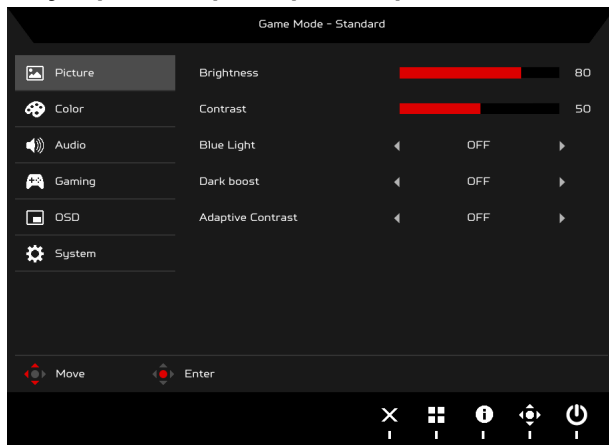 Game Mode - Standard
Picture
Brightness 80
Color
Contrast 50
Audio
Blue Light OFF
Gaming
Dark boost OFF
OSD
Adaptive Contrast OFF
System
Move Enter